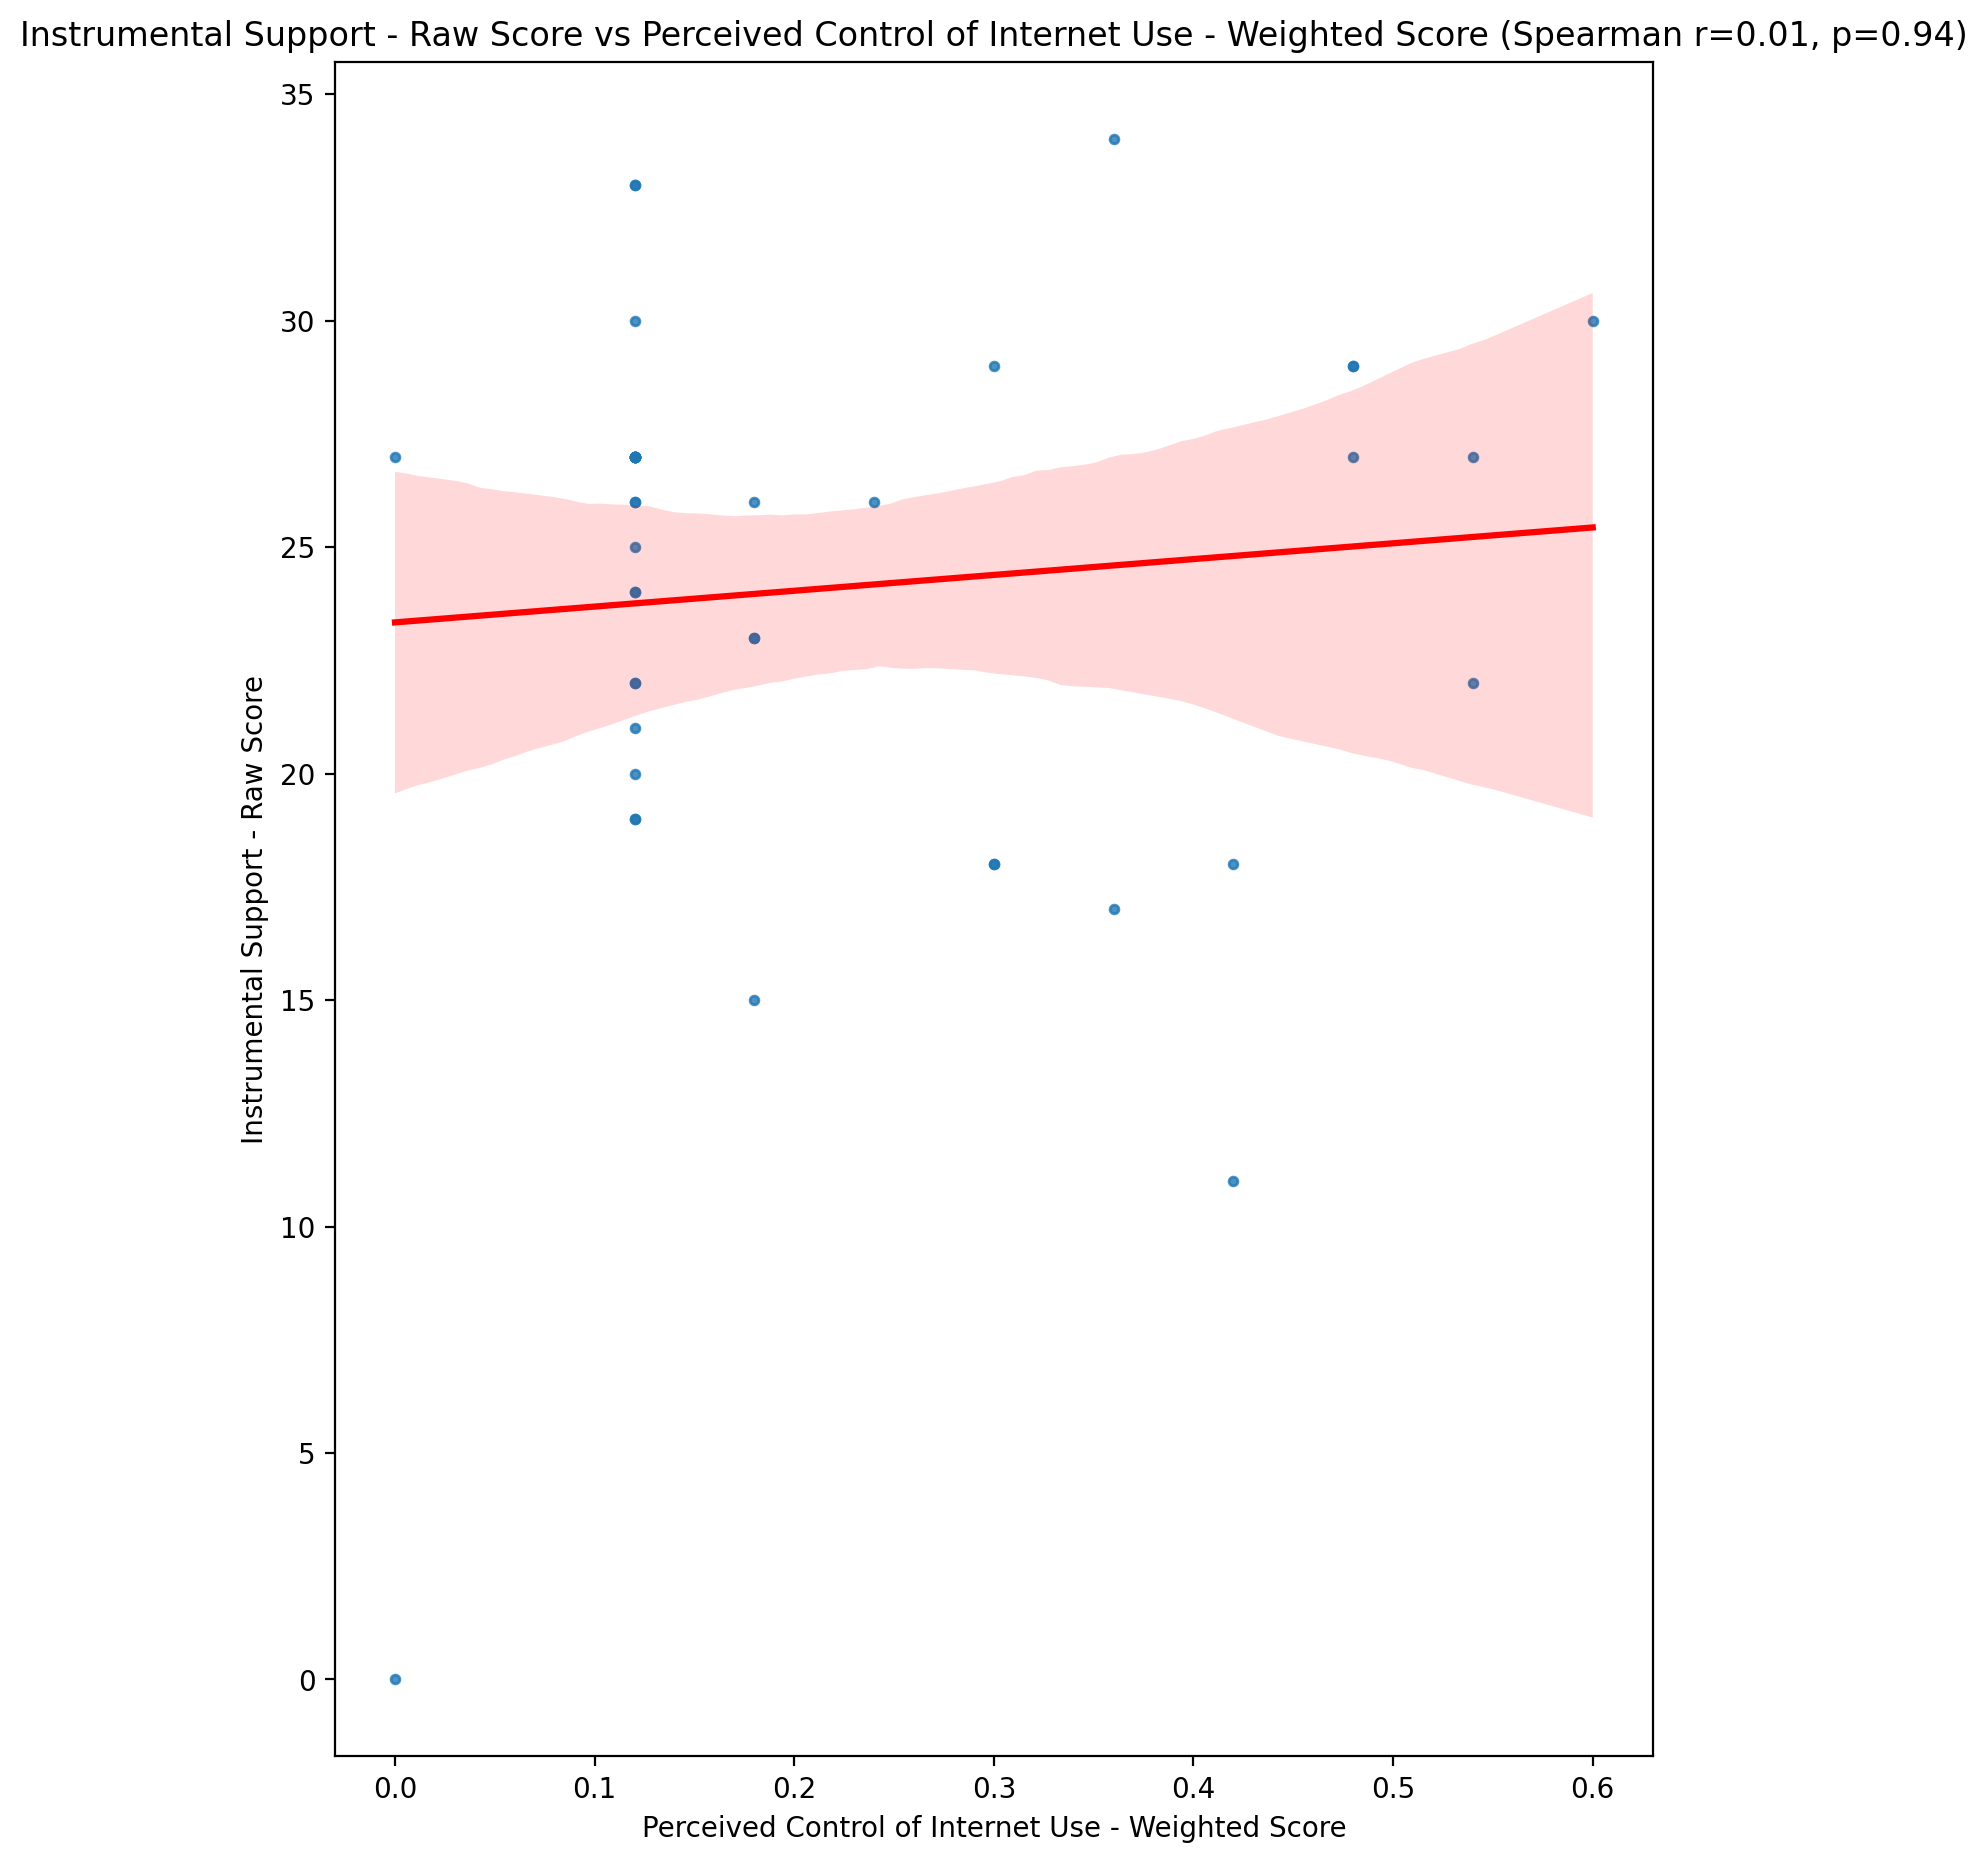 Instrumental Support - Raw Score vs Perceived Control of Internet Use - Weighted Score (Spearman r=0.01, p=0.94)
35
30
25
20
15
10
5
0
Instrumental Support - Raw Score
0.0 0.1 0.2 0.3 0.4 0.5 0.6
Perceived Control of Internet Use - Weighted Score